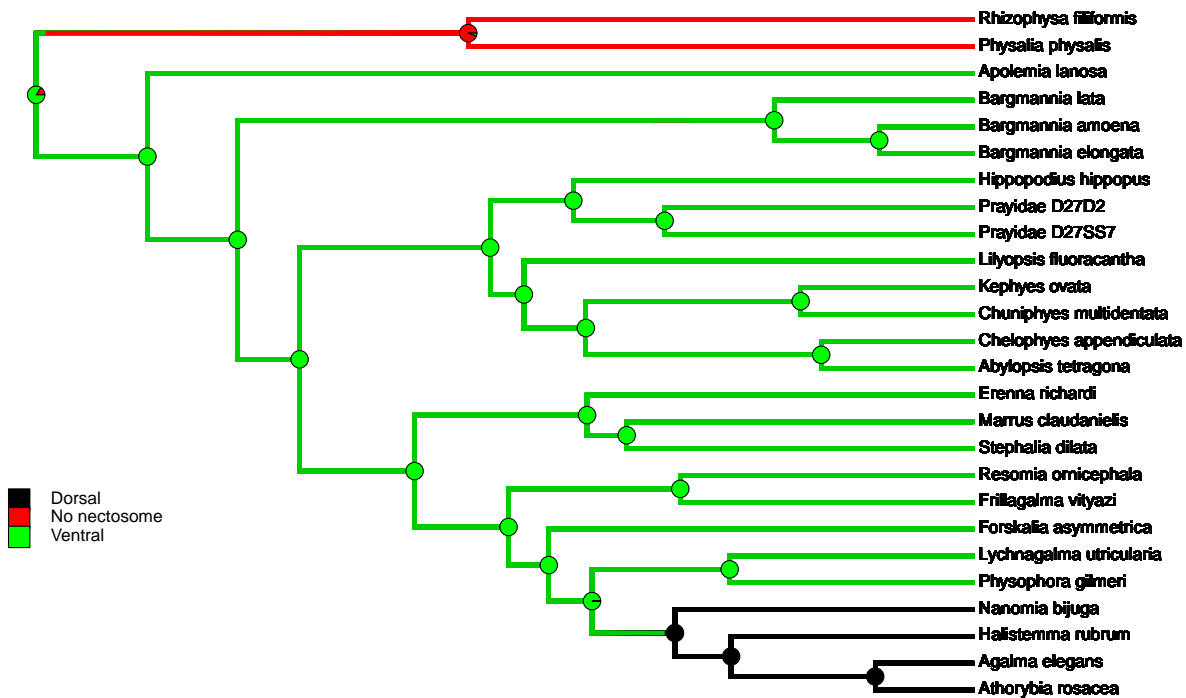 Rhizophysa filiformis
Physalia physalis
Apolemia lanosa
Bargmannia lata
Bargmannia amoena
Bargmannia elongata
Hippopodius hippopus
Prayidae D27D2
Prayidae D27SS7
Lilyopsis fluoracantha
Kephyes ovata
Chuniphyes multidentata
Chelophyes appendiculata
Abylopsis tetragona
Erenna richardi
Marrus claudanielis
Stephalia dilata
Resomia ornicephala
Frillagalma vityazi
Forskalia asymmetrica
Lychnagalma utricularia
Physophora gilmeri
Nanomia bijuga
Halistemma rubrum
Agalma elegans
Athorybia rosacea
Dorsal
No nectosome
Ventral